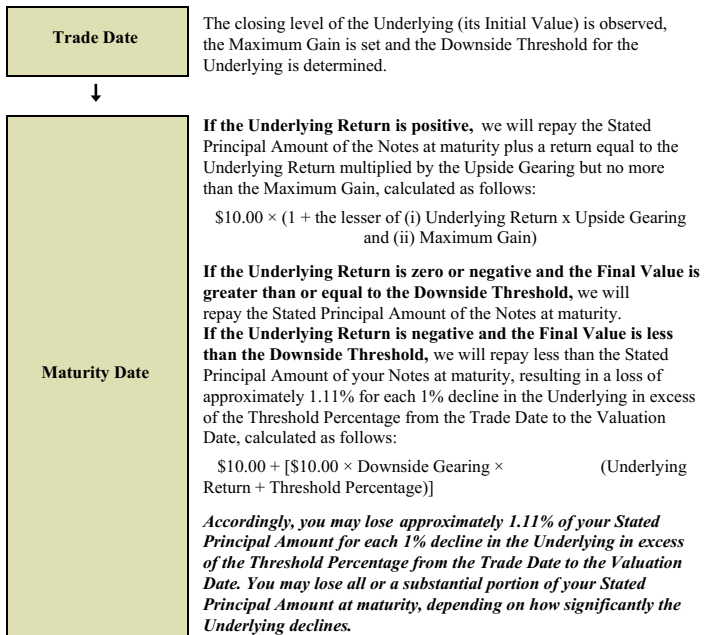 Trade Date
The closing level of the Underlying (its Initial Value) is observed,
the Maximum Gain is set and the Downside Threshold for the
Underlying is determined.
Maturity Date
If the Underlying Return is positive, we will repay the Stated
Principal Amount of the Notes at maturity plus a return equal to the
Underlying Return multiplied by the Upside Gearing but no more
than the Maximum Gain, calculated as follows:
$10.00 × (1 + the lesser of (i) Underlying Return x Upside Gearing
and (ii) Maximum Gain)
If the Underlying Return is zero or negative and the Final Value is
greater than or equal to the Downside Threshold, we will
repay the Stated Principal Amount of the Notes at maturity.
If the Underlying Return is negative and the Final Value is less
than the Downside Threshold, we will repay less than the Stated
Principal Amount of your Notes at maturity, resulting in a loss of
approximately 1.11% for each 1% decline in the Underlying in excess
of the Threshold Percentage from the Trade Date to the Valuation
Date, calculated as follows:
$10.00 + [$10.00 × Downside Gearing × (Underlying
Return + Threshold Percentage)]
Accordingly, you may lose approximately 1.11% of your Stated
Principal Amount for each 1% decline in the Underlying in excess
of the Threshold Percentage from the Trade Date to the Valuation
Date. You may lose all or a substantial portion of your Stated
Principal Amount at maturity, depending on how significantly the
Underlying declines.